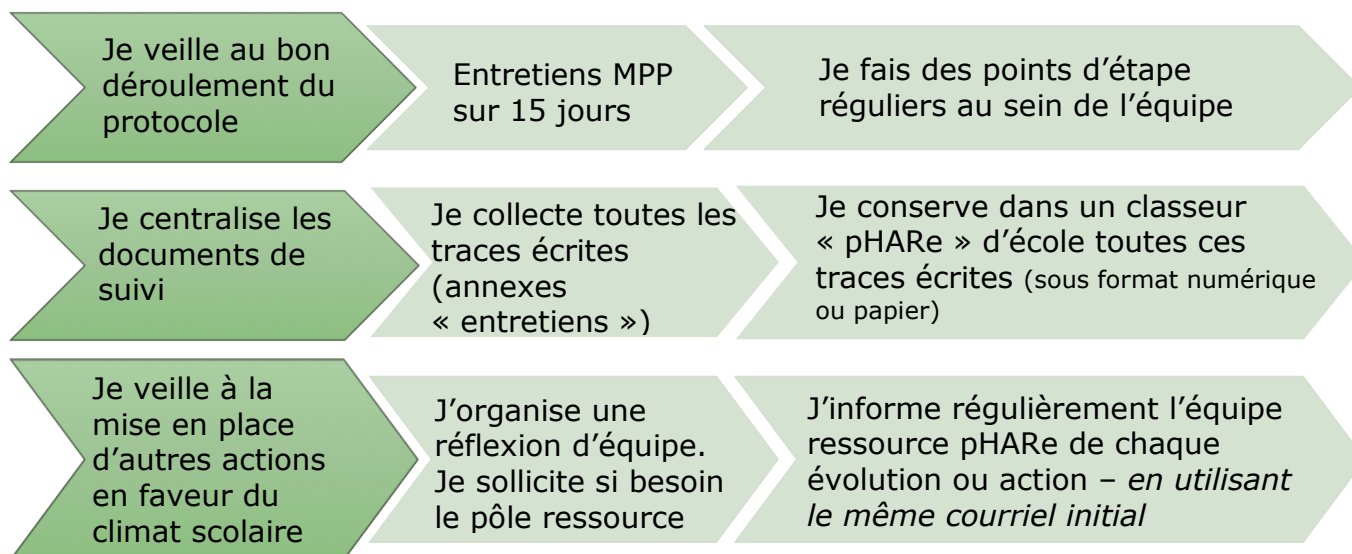 Je veille au bon
déroulement du
protocole
Entretiens MPP
sur 15 jours
Je fais des points d’étape
réguliers au sein de l’équipe
Je centralise les
documents de
suivi
Je collecte toutes les
traces écrites
(annexes
« entretiens »)
Je conserve dans un classeur
« pHARe » d’école toutes ces
traces écrites (sous format numérique
ou papier)
Je veille à la
mise en place
d’autres actions
en faveur du
climat scolaire
J’organise une
réflexion d’équipe.
Je sollicite si besoin
le pôle ressource
J’informe régulièrement l’équipe
ressource pHARe de chaque
évolution ou action – en utilisant
le même courriel initial